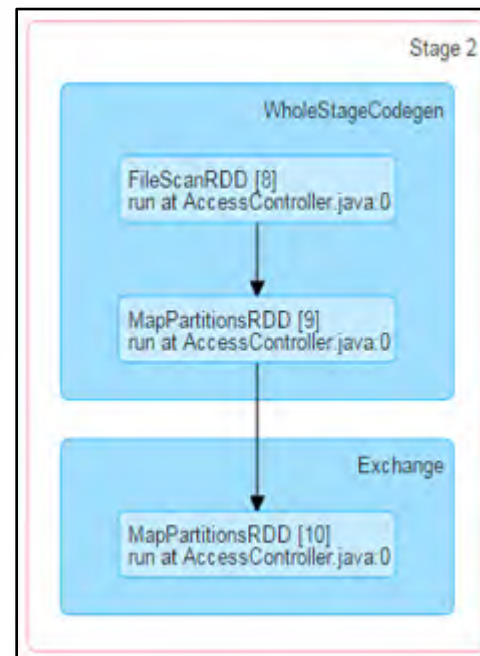 Stage 2
WholeStageCodegen
FileScanRDD [8]
run at AccessController.java:0
MapPartitionsRDD [9]
run at AccessController.java:0
Exchange
MapPartitionsRDD [10]
run at AccessController.java:0